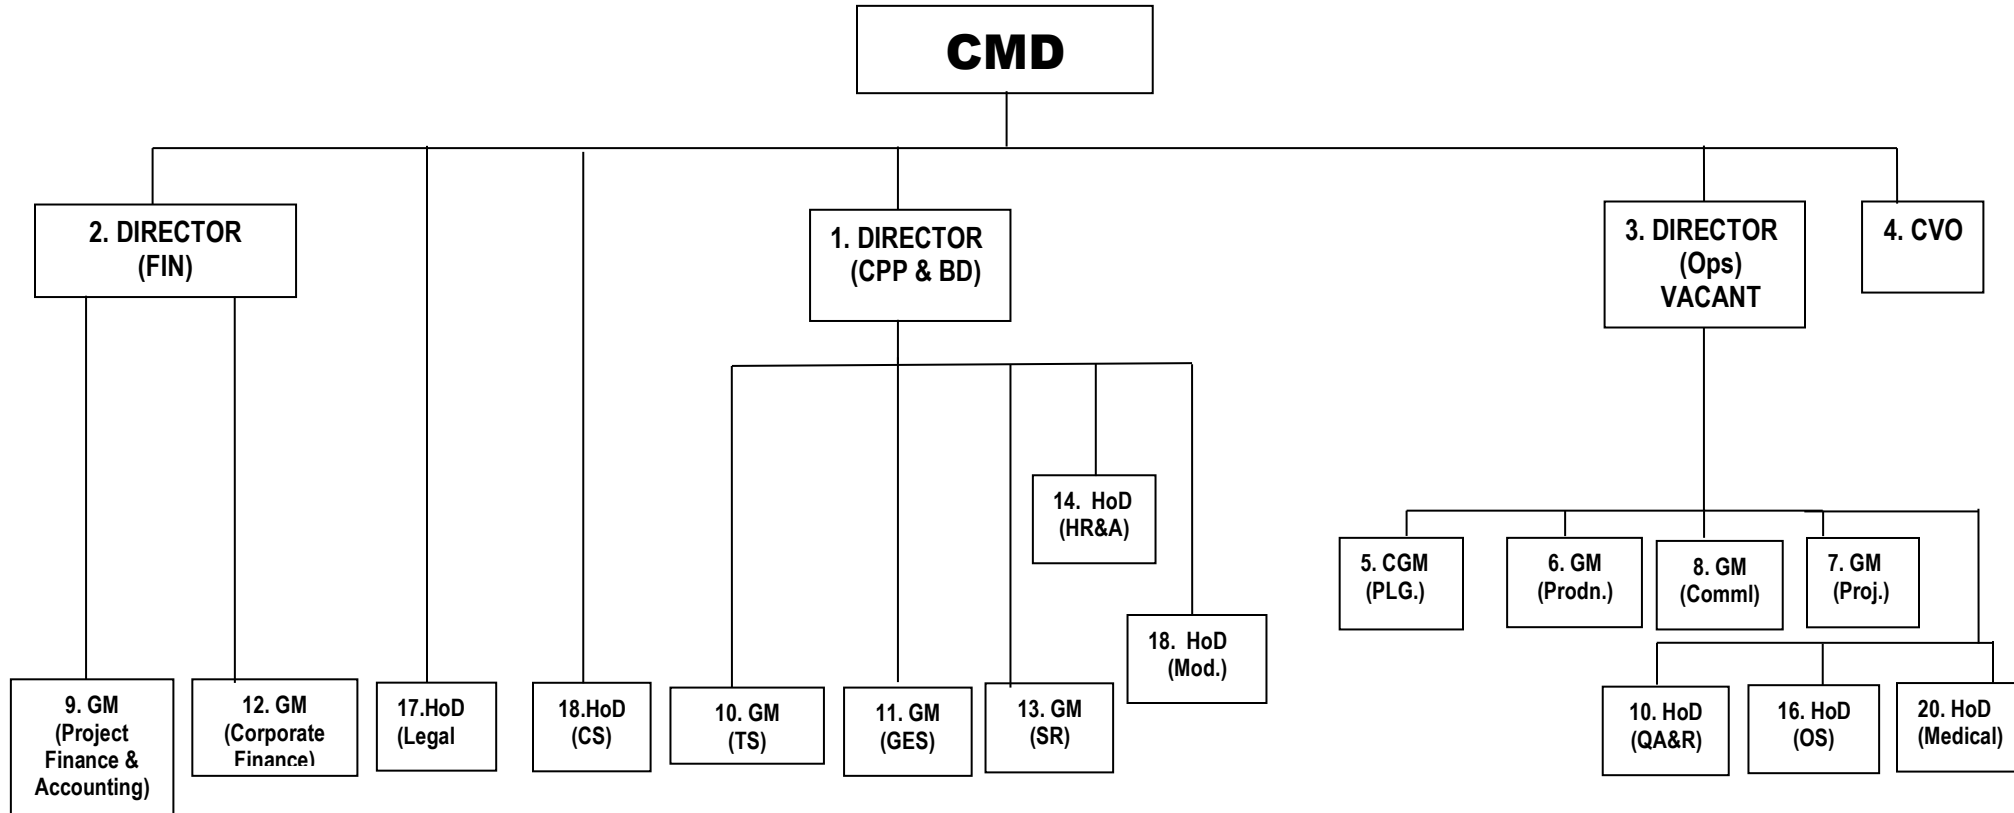 CMD
2. DIRECTOR
(FIN)
1. DIRECTOR
(CPP & BD)
3. DIRECTOR
(Ops)
VACANT
4. CVO
14. HoD
(HR&A)
5. CGM
(PLG.)
6. GM
(Prodn.)
8. GM
(Comml)
7. GM
(Proj.)
18. HoD
(Mod.)
9. GM
(Project
Finance &
Accounting)
12. GM
(Corporate
Finance)
17.HoD
(Legal
18.HoD
(CS)
10. GM
(TS)
11. GM
(GES)
13. GM
(SR)
10. HoD
(QA&R)
16. HoD
(OS)
20. HoD
(Medical)